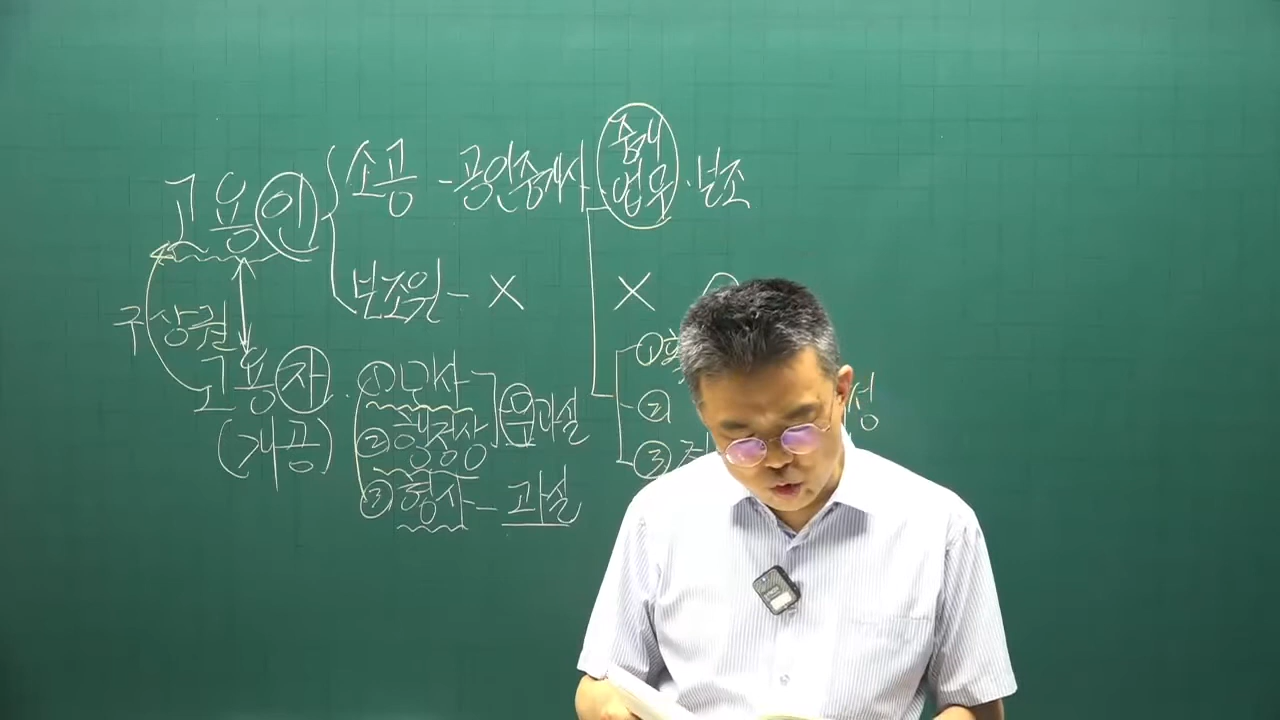 고용인 소공 - 공인중개사 중개업무·보조
보조원 - × ×
구상권
고용자 (개공)
① 민사
② 행정상 무과실
③ 형사 - 과실
①
②
③
성